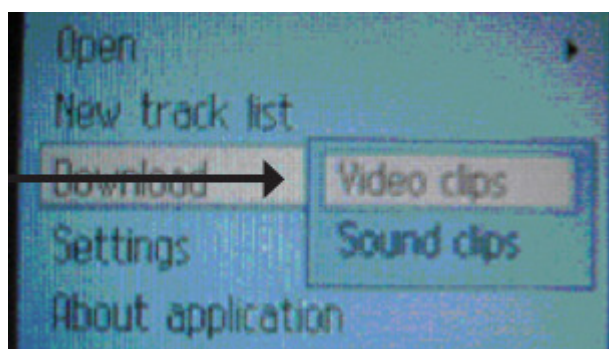 Open
New track list
Download
Video clips
Settings
Sound clips
About application